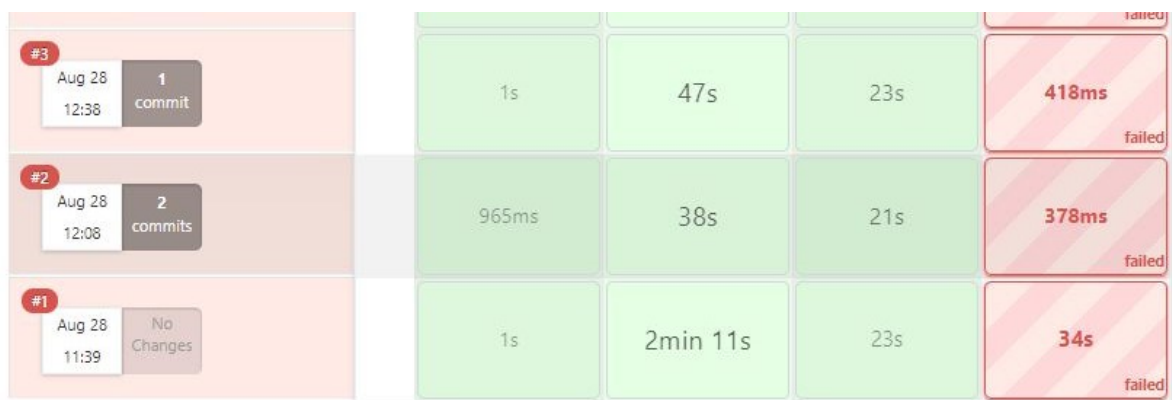 failed
#3
Aug 28
12:38
1
commit
1s
47s
23s
418ms
failed
#2
Aug 28
12:08
2
commits
965ms
38s
21s
378ms
failed
#1
Aug 28
11:39
No
Changes
1s
2min 11s
23s
34s
failed